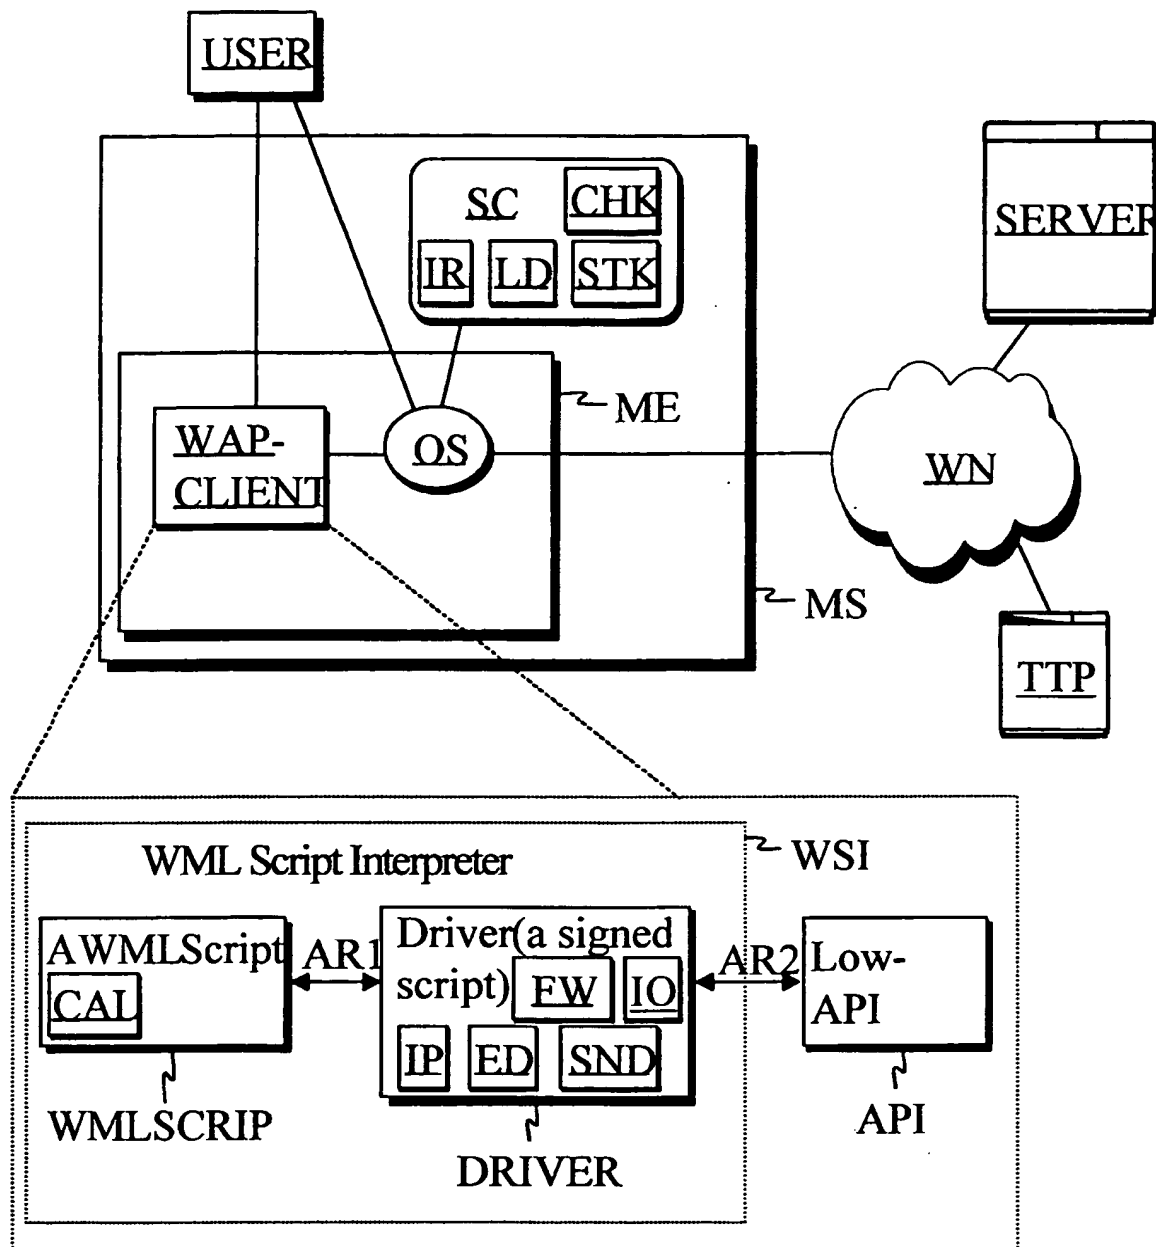 USER
SC
CHK
IR
LD
STK
SERVER
ME
WAP-
CLIENT
OS
WN
MS
TTP
WML Script Interpreter
WSI
AWMLScript
CAL
AR1
Driver(a signed
script)
FW
IO
IP
ED
SND
AR2
Low-
API
WMLSCRIP
DRIVER
API